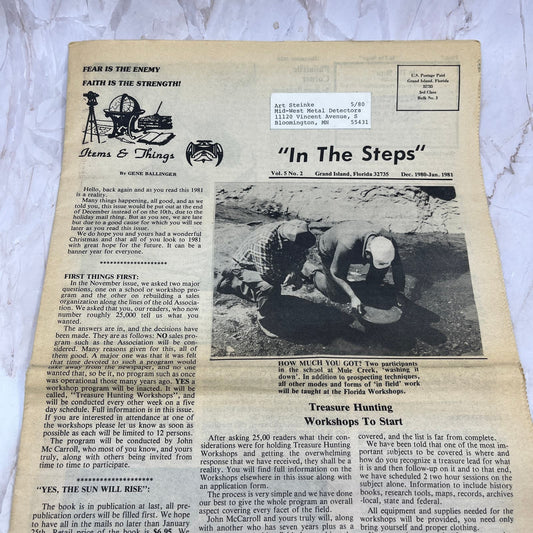 FEAR IS THE ENEMY
FAITH IS THE STRENGTH!
Items & Things
BY GENE BALLINGER
U.S. Postage Paid
Grand Island, Florida
32735
3rd Class
Bulk No. 3
Art Steinke 5/80
Mid-West Metal Detectors
11120 Vincent Avenue, S
Bloomington, MN 55431
"In The Steps"
Vol. 5 No. 2 Grand Island, Florida 32735 Dec. 1980-Jan. 1981
Hello, back again and as you read this 1981
is a reality.
Many things happening, all good, and as we
told you, this issue would be put out at the end
of December instead of on the 10th, due to the
holiday mail thing. But as you see, we are late
but due to a good cause for which you will see
later as you read this issue.
We do hope you and yours had a wonderful
Christmas and that all of you look to 1981
with great hope for the future. It can be a
banner year for everyone.
********************
FIRST THINGS FIRST:
In the November issue, we asked two major
questions, one on a school or workshop pro-
gram and the other on rebuilding a sales
organization along the lines of the old Associa-
tion. We asked that you, our readers, who now
number roughly 25,000 tell us what you
wanted.
The answers are in, and the decisions have
been made. They are as follows: NO sales pro-
gram such as the Association will be con-
sidered. Many reasons given for this, all of
them good. A major one was that it was felt
that time devoted to such a program would
take away from the newspaper, and no one
wanted that, so be it, no program such as once
was operational those many years ago. YES a
workshop program will be inacted. It will be
called, "Treasure Hunting Workshops", and
will be conducted every other week on a five
day schedule. Full information is in this issue.
If you are interested in attendance at one of
the workshops please let us know as soon as
possible as each will be limited to 12 persons.
The program will be conducted by John
Mc Carroll, who most of you know, and yours
truly, along with others being invited from
time to time to participate.
********************
"YES, THE SUN WILL RISE":
The book is in publication at last, all pre-
publication orders will be filled first. We hope
to have all in the mails no later than January
25th. Retail price of the book is $6.95. We
HOW MUCH YOU GOT? Two participants
in the school at Mule Creek, 'washing it
down'. In addition to prospecting techniques,
all other modes and forms of 'in field' work
will be taught at the Florida Workshops.
Treasure Hunting
Workshops To Start
After asking 25,00 readers what their con-
siderations were for holding Treasure Hunting
Workshops and getting the overwhelming
response that we have received, they shall be a
reality. You will find full information on the
Workshops elsewhere in this issue along with
an application form.
The process is very simple and we have done
our best to give the whole program an overall
aspect covering every facet of the field.
John McCarroll and yours truly will, along
with another who has seven years plus as a
covered, and the list is far from complete.
We have been told that one of the most im-
portant subjects to be covered is where and
how do you recognize a treasure lead for what
it is and then follow-up on it and to that end,
we have scheduled 2 two hour sessions on the
subject alone. Information to include history
books, research tools, maps, records, archives
local, state and federal.
All equipment and supplies needed for the
workshops will be provided, you need only
bring yourself and proper clothing.